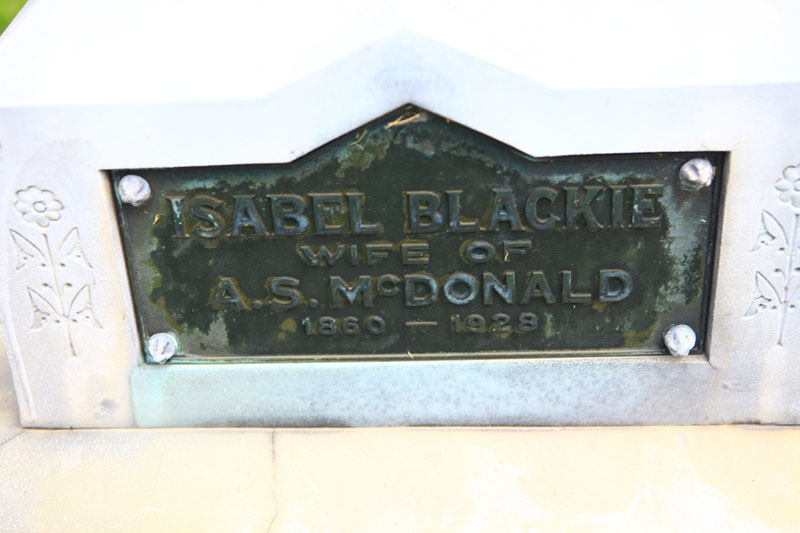 ISABEL BLACKIE
WIFE OF
A.S. McDONALD
1860 — 1928